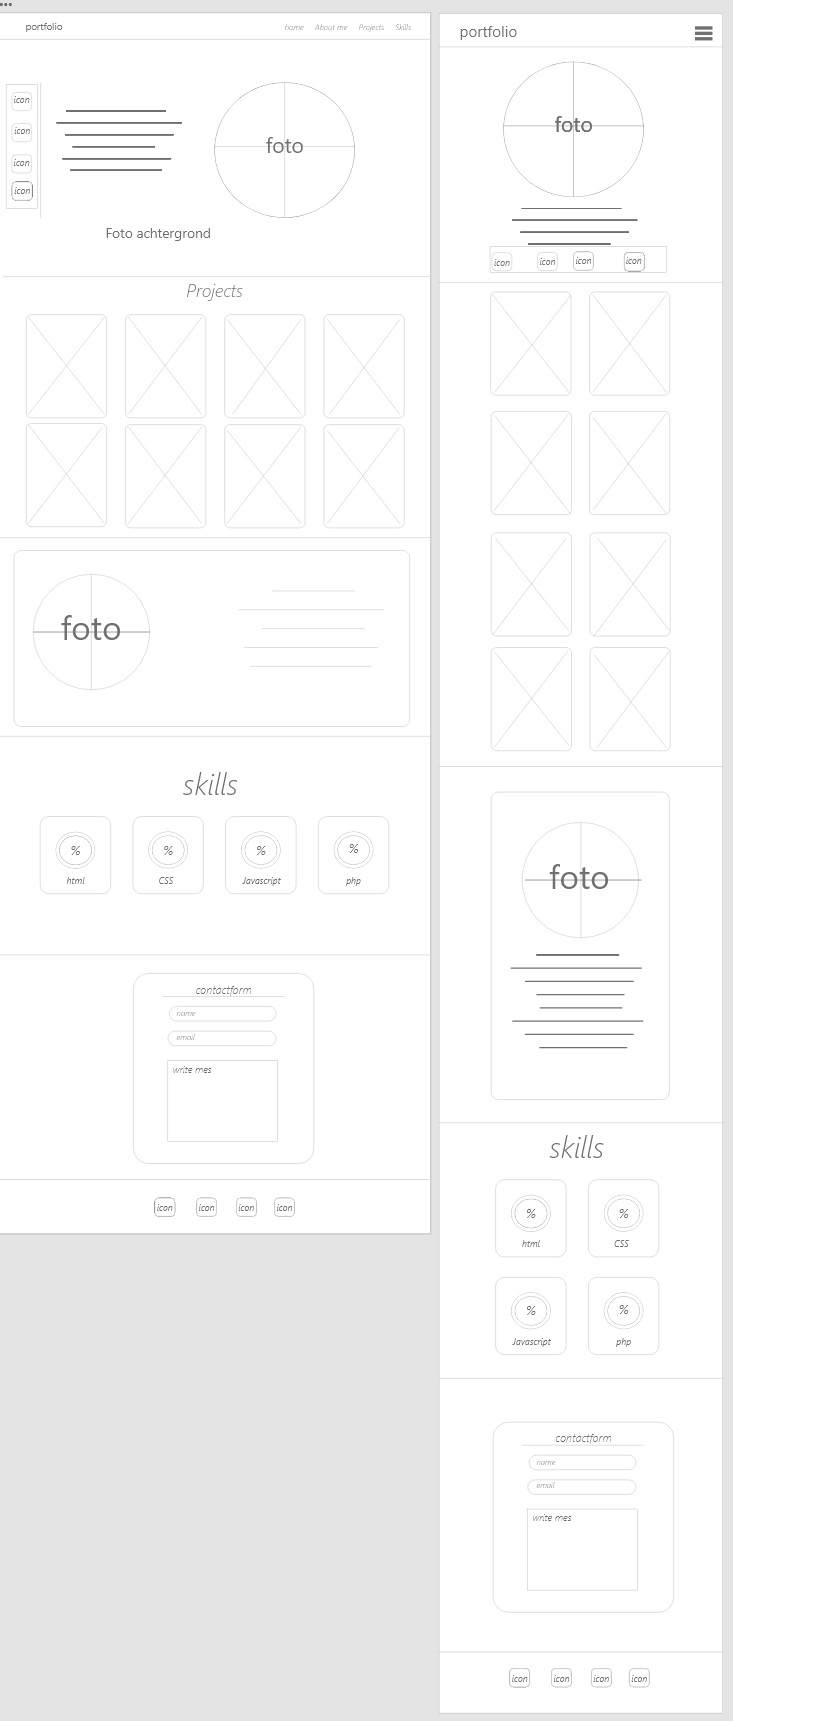 portfolio
home About me Projects Skills
icon
icon
icon
icon
foto
Foto achtergrond
Projects
foto
skills
% % % %
html CSS Javascript php
contactform
name
email
write mes
icon icon icon icon
portfolio
foto
icon icon icon icon
foto
skills
% %
html CSS
% %
Javascript php
contactform
name
email
write mes
icon icon icon icon